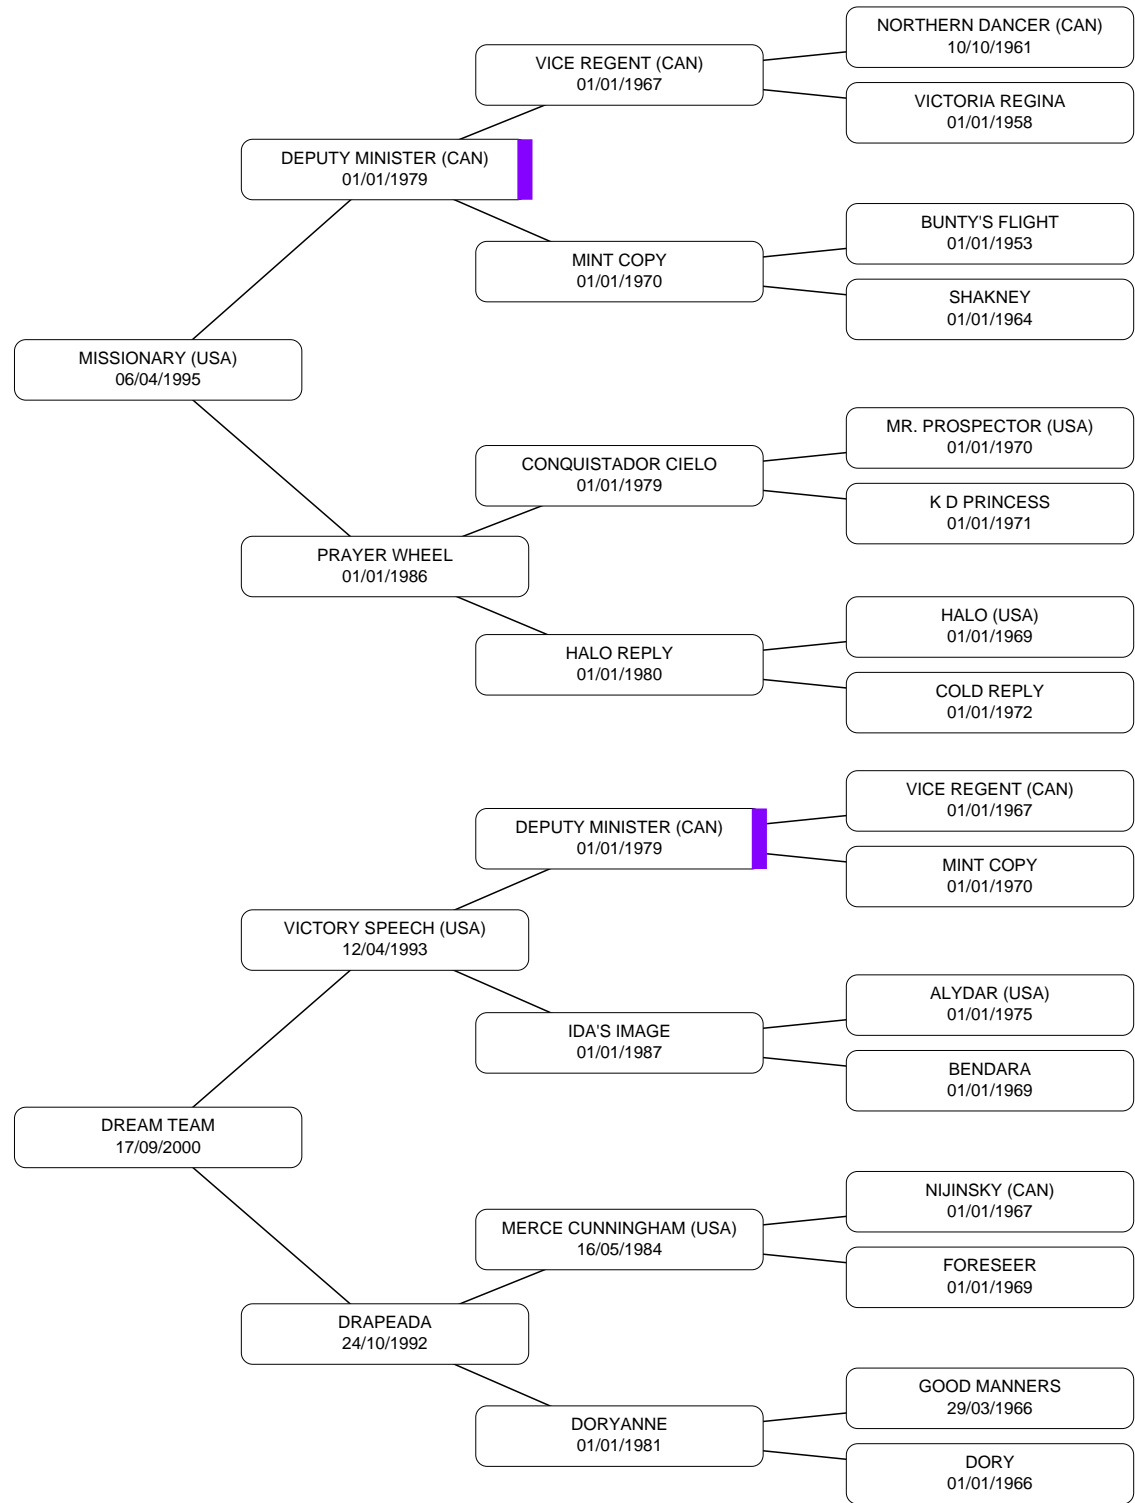 NORTHERN DANCER (CAN)
10/10/1961
VICE REGENT (CAN)
01/01/1967
VICTORIA REGINA
01/01/1958
DEPUTY MINISTER (CAN)
01/01/1979
BUNTY'S FLIGHT
01/01/1953
MINT COPY
01/01/1970
SHAKNEY
01/01/1964
MISSIONARY (USA)
06/04/1995
MR. PROSPECTOR (USA)
01/01/1970
CONQUISTADOR CIELO
01/01/1979
K D PRINCESS
01/01/1971
PRAYER WHEEL
01/01/1986
HALO (USA)
01/01/1969
HALO REPLY
01/01/1980
COLD REPLY
01/01/1972
VICE REGENT (CAN)
01/01/1967
DEPUTY MINISTER (CAN)
01/01/1979
MINT COPY
01/01/1970
VICTORY SPEECH (USA)
12/04/1993
ALYDAR (USA)
01/01/1975
IDA'S IMAGE
01/01/1987
BENDARA
01/01/1969
DREAM TEAM
17/09/2000
NIJINSKY (CAN)
01/01/1967
MERCE CUNNINGHAM (USA)
16/05/1984
FORESEER
01/01/1969
DRAPEADA
24/10/1992
GOOD MANNERS
29/03/1966
DORYANNE
01/01/1981
DORY
01/01/1966